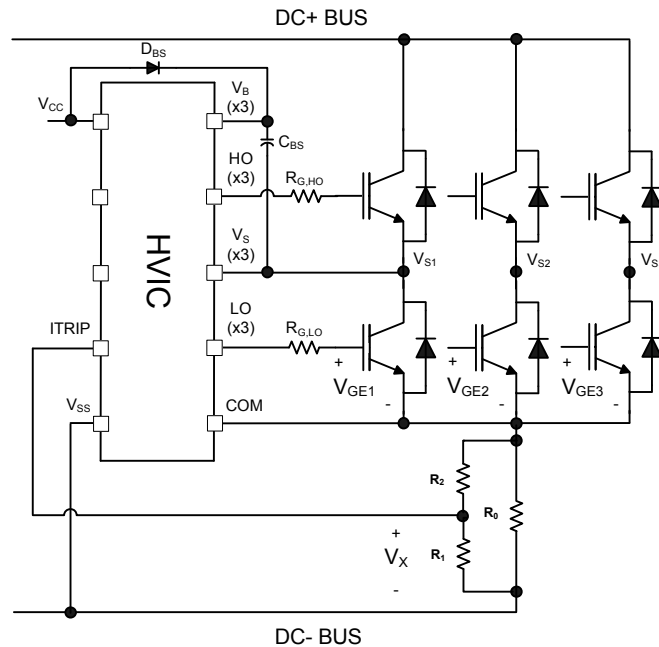 DC+ BUS
DBS
VCC
VB
(x3)
CBS
HO
(x3)
RG,HO
HVIC
VS
(x3)
VS1
VS2
VS
ITRIP
LO
(x3)
RG,LO
+
VGE1
-
+
VGE2
-
+
VGE3
-
VSS
COM
R2
R0
+
VX
-
R1
DC- BUS